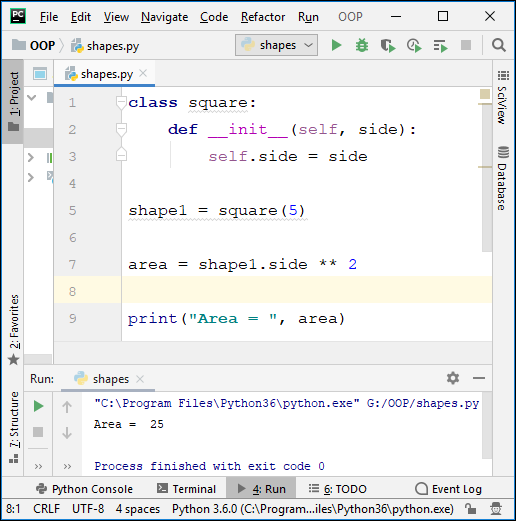 PC File Edit View Navigate Code Refactor Run OOP
OOP shapes.py shapes
1: Project
shapes.py
1 class square:
2 def __init__(self, side):
3 self.side = side
4
5 shape1 = square(5)
6
7 area = shape1.side ** 2
8
9 print("Area = ", area)
SciView
Database
2: Favorites
7: Structure
Run: shapes
"C:\Program Files\Python36\python.exe" G:/OOP/shapes.py
Area =  25
Process finished with exit code 0
>> >>
Python Console Terminal 4: Run 6: TODO Event Log
8:1 CRLF UTF-8 4 spaces Python 3.6.0 (C:\Program...iles\Python36\python.exe)